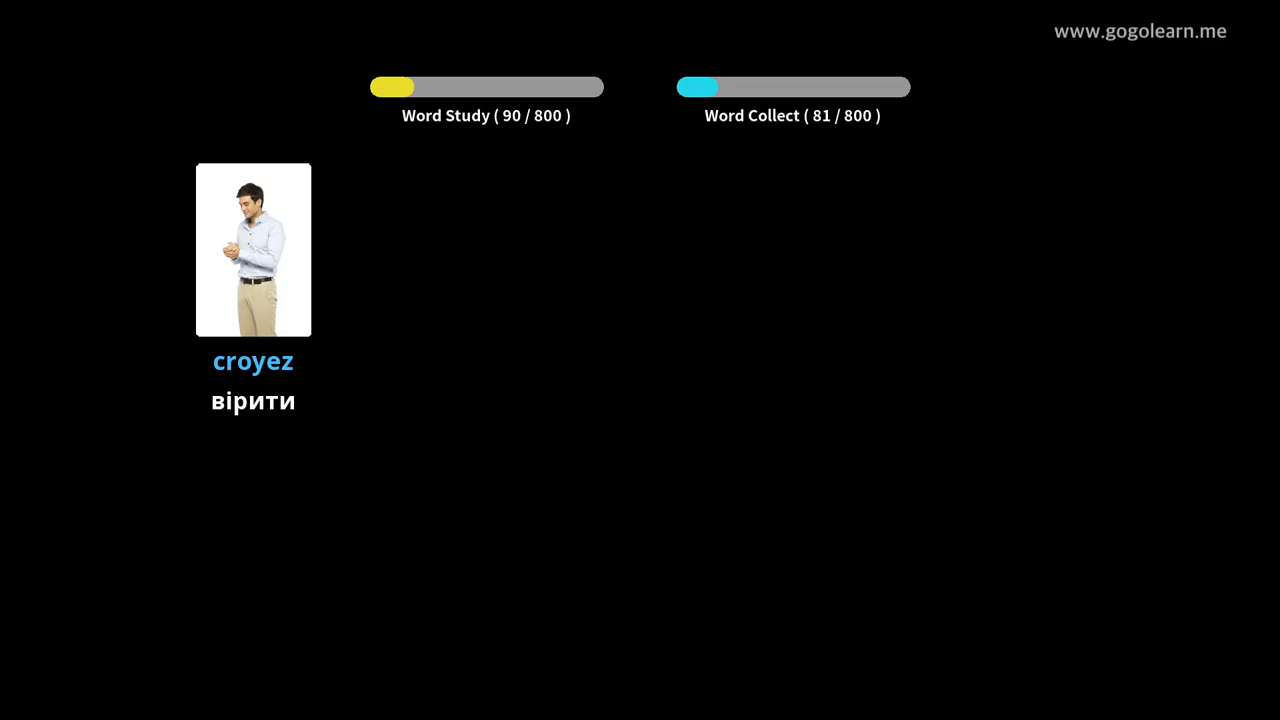 www.gogolearn.me
Word Study ( 90 / 800 )
Word Collect ( 81 / 800 )
croyez
вірити